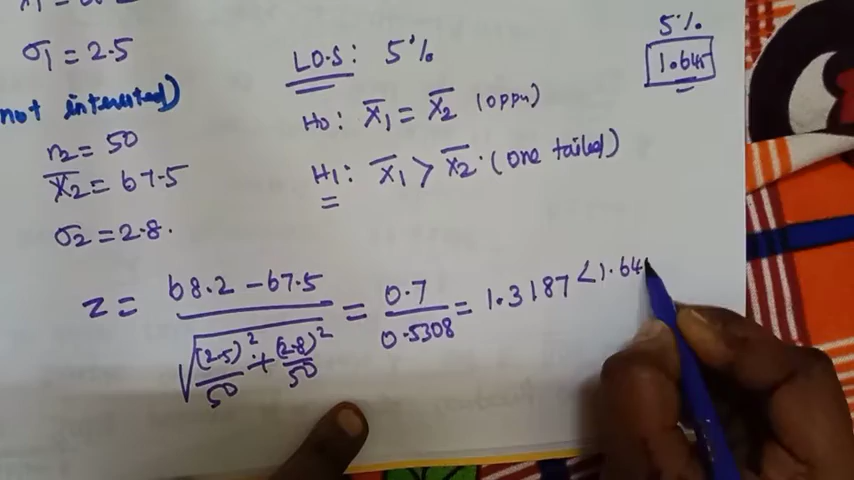 σ1 = 2.5
not interested)
n2 = 50
X̄2 = 67.5
σ2 = 2.8.
5%
1.645
L.O.S: 5%
H0: X̄1 = X̄2 (oppn)
H1: X̄1 > X̄2. (One tailed)
z = 68.2 - 67.5 / √((2.5)²/50 + (2.8)²/50) = 0.7/0.5308 = 1.3187 < 1.64